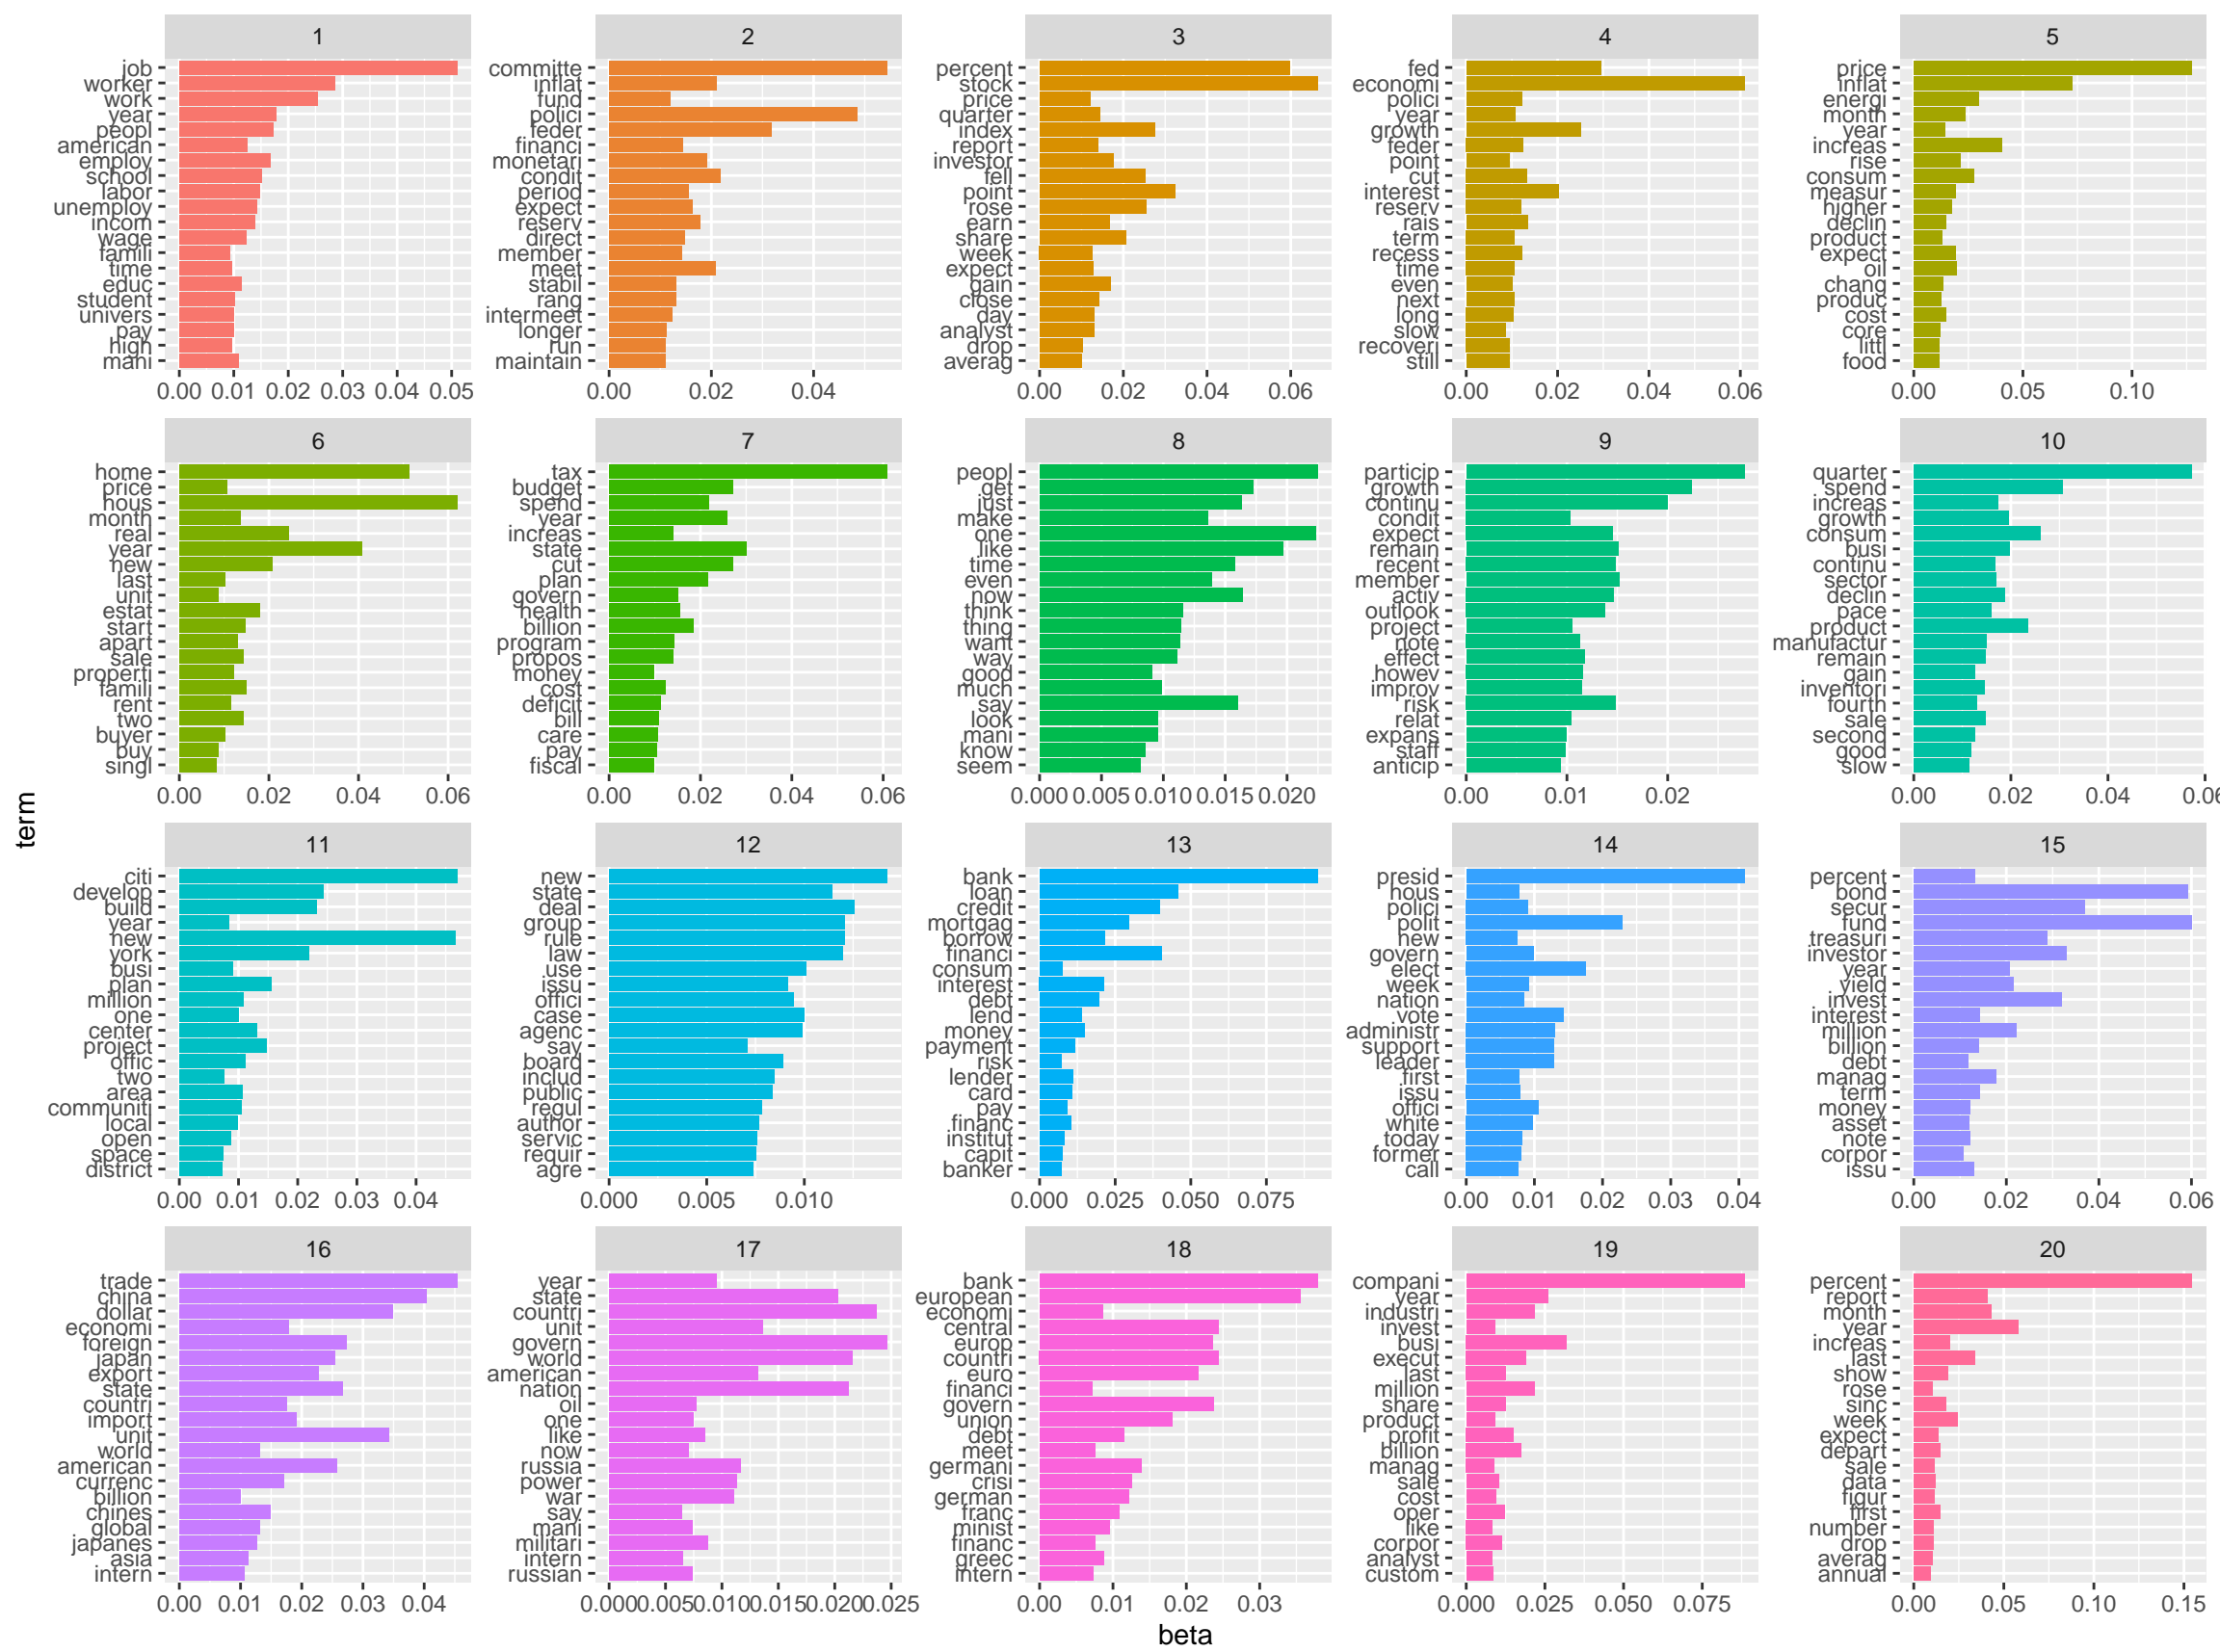 1
job
worker
work
year
peopl
american
employ
school
labor
unemploy
incom
wage
famili
time
educ
student
univers
pay
high
mani
0.00 0.01 0.02 0.03 0.04 0.05
2
committe
inflat
fund
polici
feder
financi
monetari
condit
period
expect
reserv
direct
member
meet
stabil
rang
intermeet
longer
run
maintain
0.00 0.02 0.04
3
percent
stock
price
quarter
index
report
investor
fell
point
rose
earn
share
week
expect
gain
close
day
analyst
drop
averag
0.00 0.02 0.04 0.06
4
fed
economi
polici
year
growth
feder
point
cut
interest
reserv
rais
term
recess
time
even
next
long
slow
recoveri
still
0.00 0.02 0.04 0.06
5
price
inflat
energi
month
year
increas
rise
consum
measur
higher
declin
product
expect
oil
chang
produc
cost
core
littl
food
0.00 0.05 0.10
6
home
price
hous
month
real
year
new
last
unit
estat
start
apart
sale
properti
famili
rent
two
buyer
buy
singl
0.00 0.02 0.04 0.06
7
tax
budget
spend
year
increas
state
cut
plan
govern
health
billion
program
propos
money
cost
deficit
bill
care
pay
fiscal
0.00 0.02 0.04 0.06
8
peopl
get
just
make
one
like
time
even
now
think
thing
want
way
good
much
say
look
mani
know
seem
0.000 0.005 0.010 0.015 0.020
9
particip
growth
continu
condit
expect
remain
recent
member
activ
outlook
project
note
effect
howev
improv
risk
relat
expans
staff
anticip
0.00 0.01 0.02
10
quarter
spend
increas
growth
consum
busi
continu
sector
declin
pace
product
manufactur
remain
gain
inventori
fourth
sale
second
good
slow
0.00 0.02 0.04 0.06
term
11
citi
develop
build
year
new
york
busi
plan
million
one
center
project
offic
two
area
communiti
local
open
space
district
0.00 0.01 0.02 0.03 0.04
12
new
state
deal
group
rule
law
use
issu
offici
case
agenc
say
board
includ
public
regul
author
servic
requir
agre
0.000 0.005 0.010
13
bank
loan
credit
mortgag
borrow
financi
consum
interest
debt
lend
money
payment
risk
lender
card
pay
financ
institut
capit
banker
0.000 0.025 0.050 0.075
14
presid
hous
polici
polit
new
govern
elect
week
nation
vote
administr
support
leader
first
issu
offici
white
today
former
call
0.00 0.01 0.02 0.03 0.04
15
percent
bond
secur
fund
treasuri
investor
year
yield
invest
interest
million
billion
debt
manag
term
money
asset
note
corpor
issu
0.00 0.02 0.04 0.06
16
trade
china
dollar
economi
foreign
japan
export
state
countri
import
unit
world
american
currenc
billion
chines
global
japanes
asia
intern
0.00 0.01 0.02 0.03 0.04
17
year
state
countri
unit
govern
world
american
nation
oil
one
like
now
russia
power
war
say
mani
militari
intern
russian
0.000 0.005 0.010 0.015 0.020 0.025
18
bank
european
economi
central
europ
countri
euro
financi
govern
union
debt
meet
germani
crisi
german
franc
minist
financ
greec
intern
0.00 0.01 0.02 0.03
19
compani
year
industri
invest
busi
execut
last
million
share
product
profit
billion
manag
sale
cost
oper
like
corpor
analyst
custom
0.000 0.025 0.050 0.075
20
percent
report
month
year
increas
last
show
rose
sinc
week
expect
depart
sale
data
figur
first
number
drop
averag
annual
0.00 0.05 0.10 0.15
beta